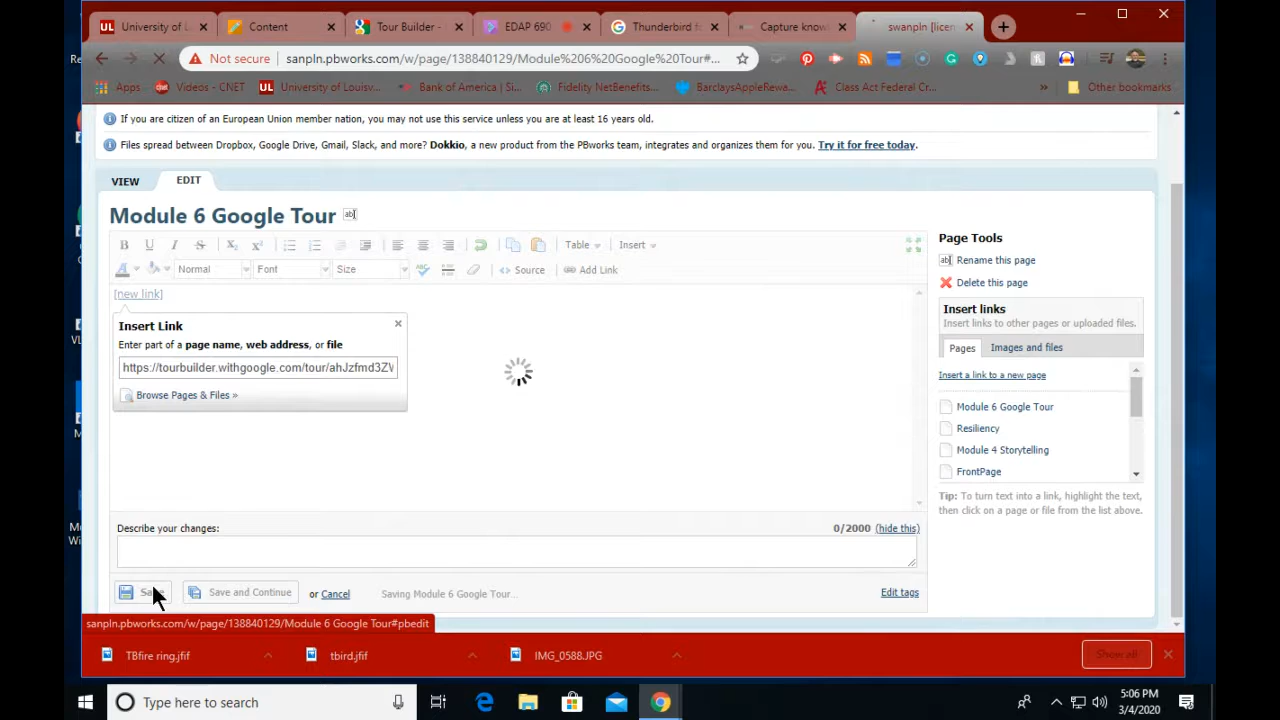 University of L
Content
Tour Builder -
EDAP 690
Thunderbird fo
Capture knowl
swanpln [licen
Not secure
sanpln.pbworks.com/w/page/138840129/Module%206%20Google%20Tour#...
Apps
Videos - CNET
University of Louisv...
Bank of America | Si...
Fidelity NetBenefits...
BarclaysAppleRewa...
Class Act Federal Cr...
»
Other bookmarks
If you are citizen of an European Union member nation, you may not use this service unless you are at least 16 years old.
Files spread between Dropbox, Google Drive, Gmail, Slack, and more? Dokkio, a new product from the PBworks team, integrates and organizes them for you. Try it for free today.
VIEW
EDIT
Module 6 Google Tour
Table
Insert
Normal
Font
Size
Source
Add Link
[new link]
Insert Link
Enter part of a page name, web address, or file
https://tourbuilder.withgoogle.com/tour/ahJzfmd3ZV
Browse Pages & Files »
Page Tools
Rename this page
Delete this page
Insert links
Insert links to other pages or uploaded files.
Pages
Images and files
Insert a link to a new page
Module 6 Google Tour
Resiliency
Module 4 Storytelling
FrontPage
Tip: To turn text into a link, highlight the text,
then click on a page or file from the list above.
Describe your changes:
0/2000 (hide this)
Save and Continue
or Cancel
Saving Module 6 Google Tour...
Edit tags
sanpln.pbworks.com/w/page/138840129/Module 6 Google Tour#pbedit
TBfire ring.jfif
tbird.jfif
IMG_0588.JPG
Show all
Type here to search
5:06 PM
3/4/2020